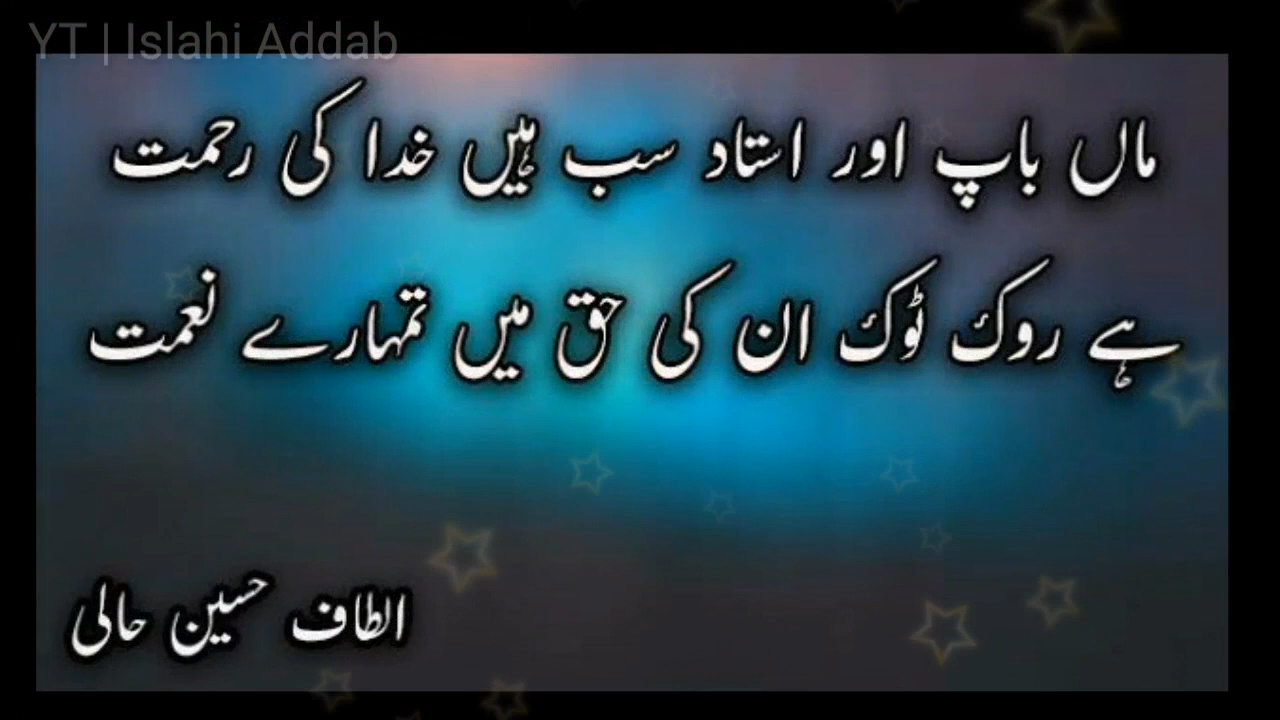 YT | Islahi Addab
ماں باپ اور استاد سب ہیں خدا کی رحمت
ہے روک ٹوک ان کی حق میں تمہارے نعمت
الطاف حسین حالی